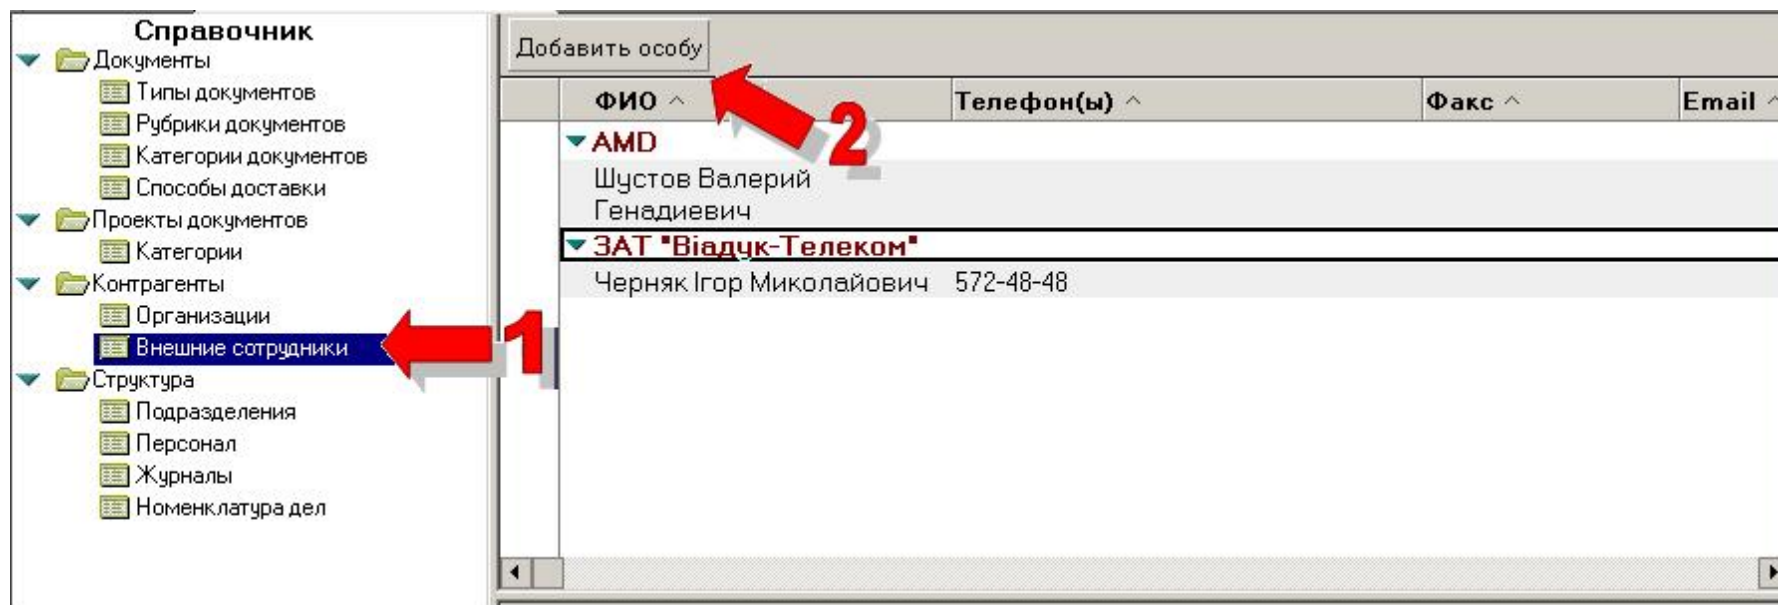 Справочник
Документы
Типы документов
Рубрики документов
Категории документов
Способы доставки
Проекты документов
Категории
Контрагенты
Организации
Внешние сотрудники
Структура
Подразделения
Персонал
Журналы
Номенклатура дел
1
Добавить особу
2
ФИО ^ Телефон(ы) ^ Факс ^ Email ^
AMD
Шустов Валерий
Генадиевич
ЗАТ "Віадук-Телеком"
Черняк Ігор Миколайович 572-48-48